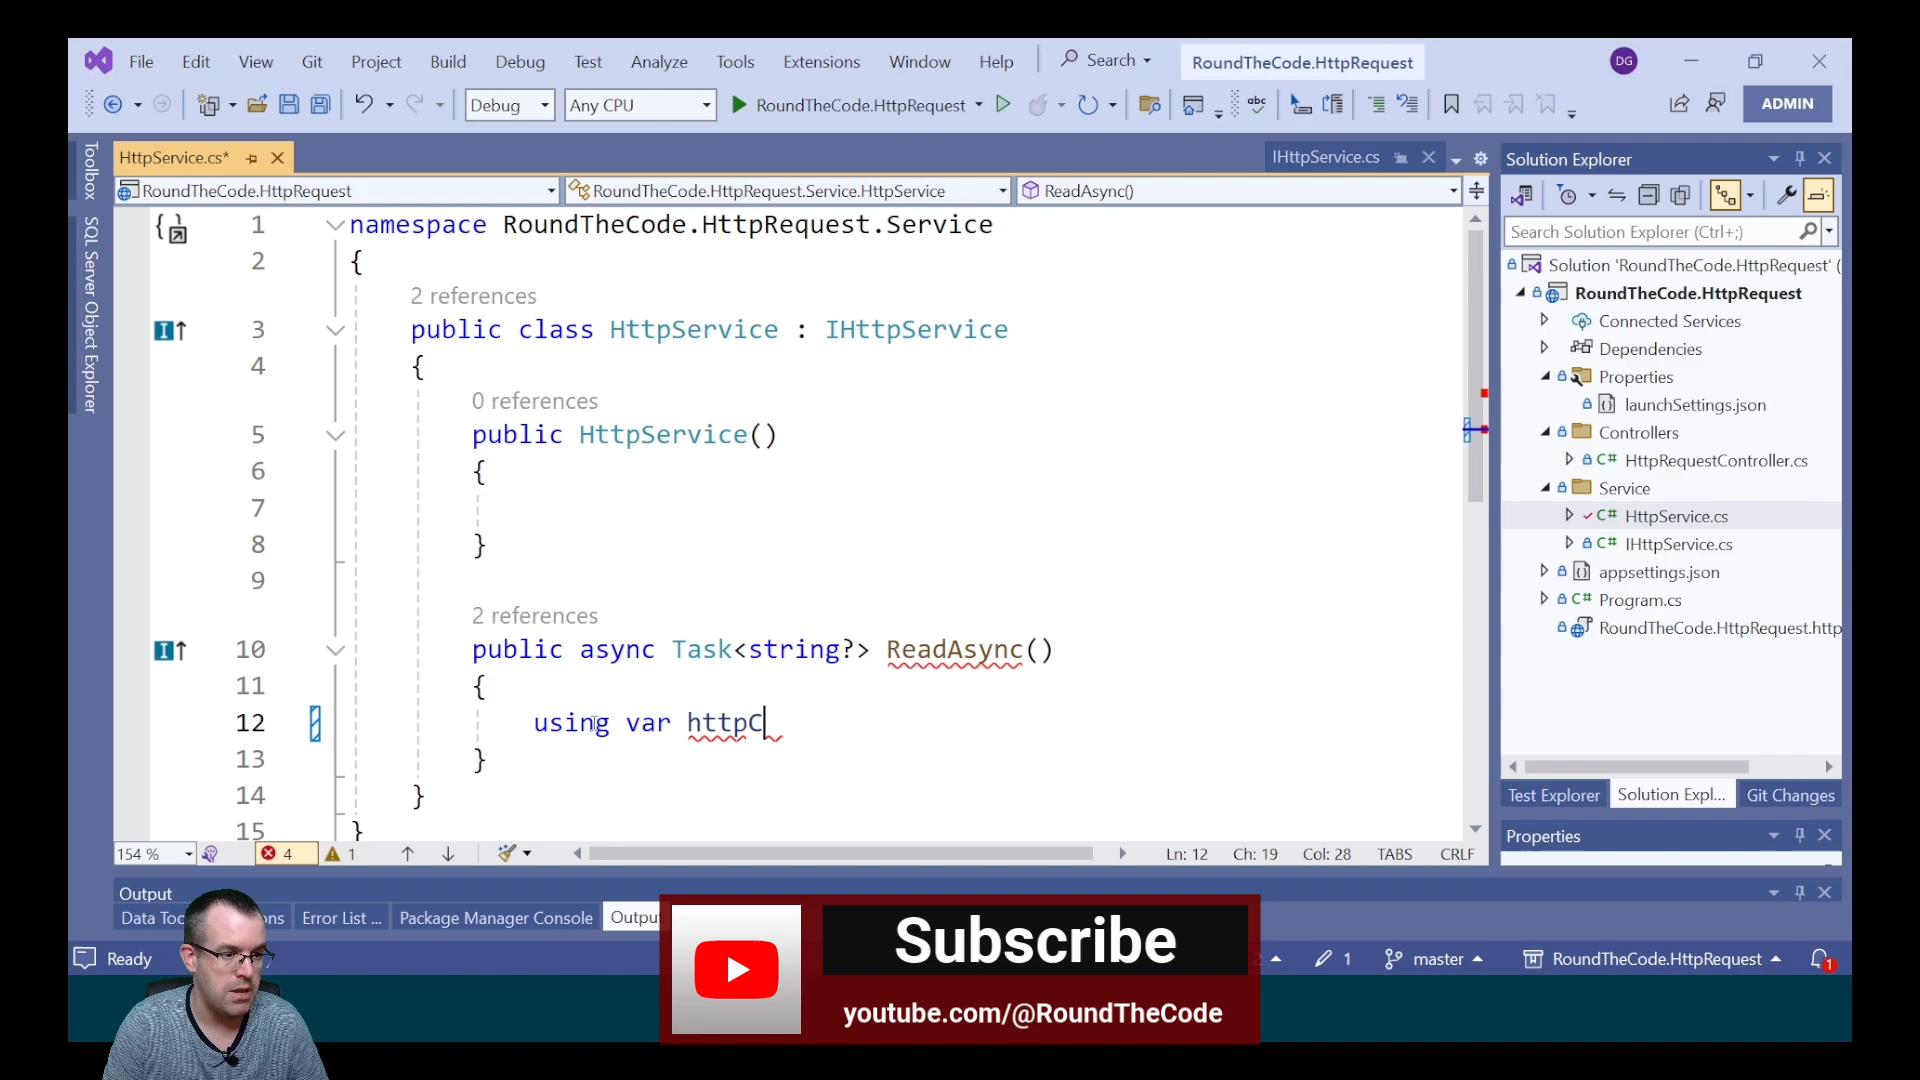 File Edit View Git Project Build Debug Test Analyze Tools Extensions Window Help Search RoundTheCode.HttpRequest DG
Debug Any CPU RoundTheCode.HttpRequest abc ADMIN
Toolbox
SQL Server Object Explorer
HttpService.cs* IHttpService.cs
RoundTheCode.HttpRequest RoundTheCode.HttpRequest.Service.HttpService ReadAsync()
1 namespace RoundTheCode.HttpRequest.Service
2 {
2 references
3 public class HttpService : IHttpService
4 {
0 references
5 public HttpService()
6 {
7
8 }
9
2 references
10 public async Task<string?> ReadAsync()
11 {
12 using var httpC
13 }
14 }
15 }
154 % 4 1 Ln: 12 Ch: 19 Col: 28 TABS CRLF
Solution Explorer
Search Solution Explorer (Ctrl+;)
Solution 'RoundTheCode.HttpRequest' (
RoundTheCode.HttpRequest
Connected Services
Dependencies
Properties
launchSettings.json
Controllers
C# HttpRequestController.cs
Service
C# HttpService.cs
C# IHttpService.cs
appsettings.json
C# Program.cs
RoundTheCode.HttpRequest.http
Test Explorer Solution Expl... Git Changes
Properties
Output
Error List ... Package Manager Console Output
Ready 1 master RoundTheCode.HttpRequest 1
Subscribe
youtube.com/@RoundTheCode